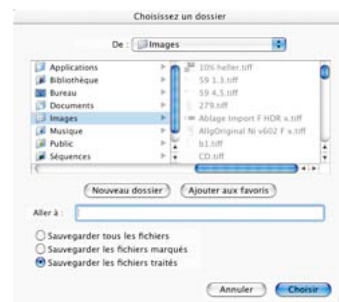 Choisissez un dossier
De : Images
Applications
Bibliothèque
Bureau
Documents
Images
Musique
Public
Séquences
10% heller.tiff
59 1.3.tiff
59 4.5.tiff
279.tiff
Ablage Import F HDR x.tiff
AllgOriginal Ni v602 F x.tiff
b1.tiff
CD.tiff
Nouveau dossier
Ajouter aux favoris
Aller à :
Sauvegarder tous les fichiers
Sauvegarder les fichiers marqués
Sauvegarder les fichiers traités
Annuler
Choisir